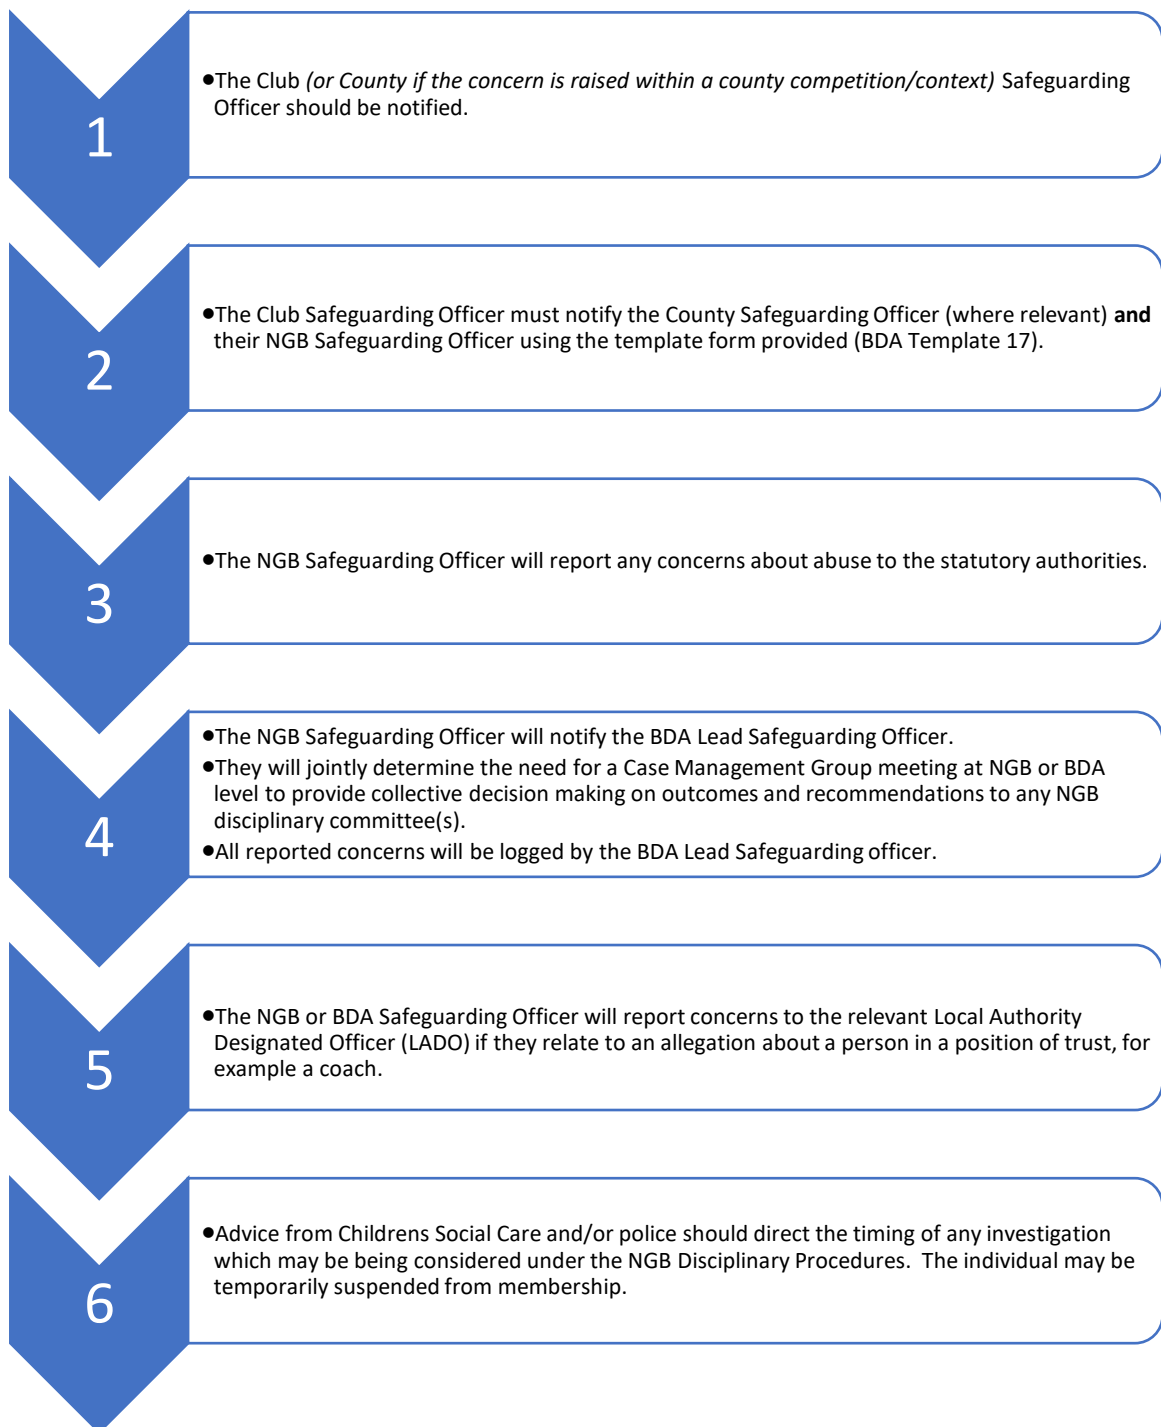 1
•The Club (or County if the concern is raised within a county competition/context) Safeguarding
Officer should be notified.
2
•The Club Safeguarding Officer must notify the County Safeguarding Officer (where relevant) and
their NGB Safeguarding Officer using the template form provided (BDA Template 17).
3
•The NGB Safeguarding Officer will report any concerns about abuse to the statutory authorities.
4
•The NGB Safeguarding Officer will notify the BDA Lead Safeguarding Officer.
•They will jointly determine the need for a Case Management Group meeting at NGB or BDA
level to provide collective decision making on outcomes and recommendations to any NGB
disciplinary committee(s).
•All reported concerns will be logged by the BDA Lead Safeguarding officer.
5
•The NGB or BDA Safeguarding Officer will report concerns to the relevant Local Authority
Designated Officer (LADO) if they relate to an allegation about a person in a position of trust, for
example a coach.
6
•Advice from Childrens Social Care and/or police should direct the timing of any investigation
which may be being considered under the NGB Disciplinary Procedures.  The individual may be
temporarily suspended from membership.